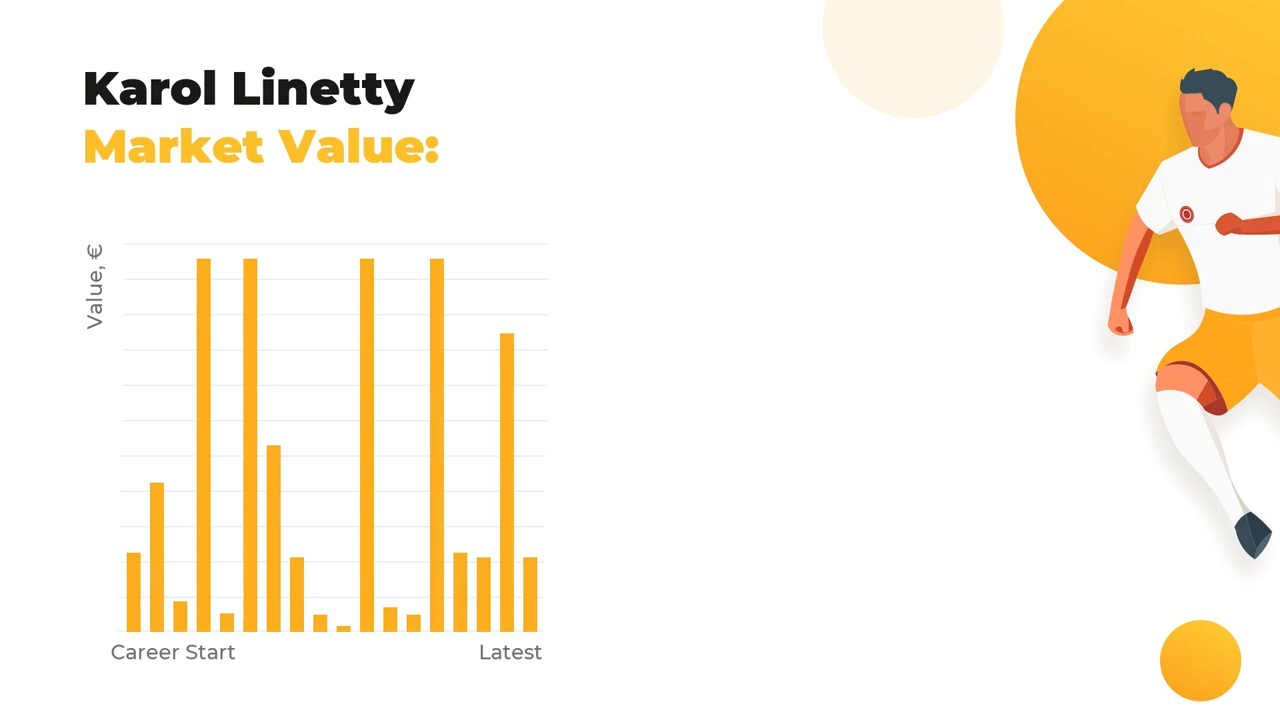 Karol Linetty
Market Value:
Value, €
Career Start
Latest